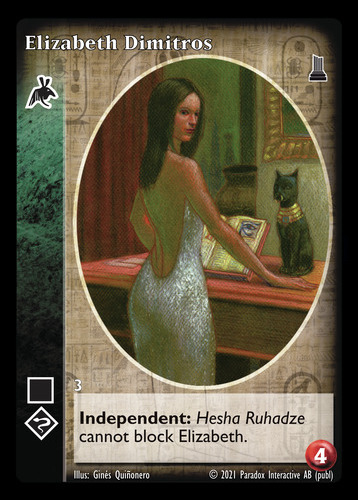 Elizabeth Dimitros
3
Independent: Hesha Ruhadze
cannot block Elizabeth.
4
Illus: Ginés Quiñonero © 2021 Paradox Interactive AB (publ)